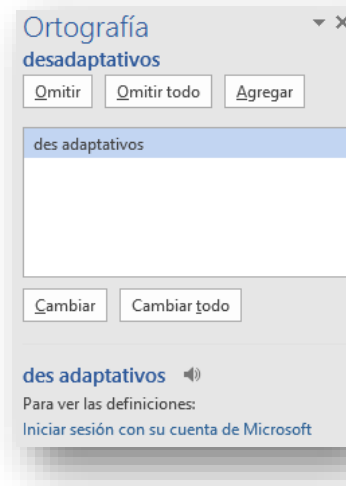 Ortografía
desadaptativos
Omitir Omitir todo Agregar
des adaptativos
Cambiar Cambiar todo
des adaptativos
Para ver las definiciones:
Iniciar sesión con su cuenta de Microsoft